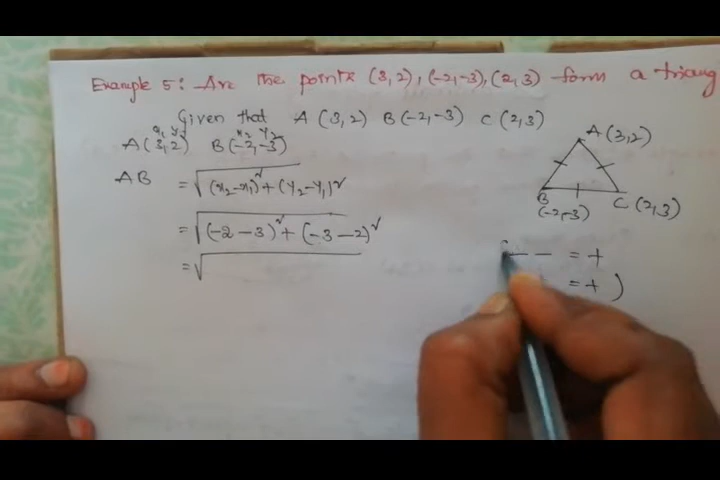 Example 5: Are the points (3,2), (-2,-3), (2,3) form a triang
Given that A (3,2) B(-2,-3) C (2,3)
x₁ y₁ x₂ y₂
A(3,2) B(-2,-3)
A (3,2)
AB = √(x₂-x₁)² + (y₂-y₁)²
B
(-2,-3)
C (2,3)
= √(-2-3)² + (-3-2)²
= √
- - = +
= + )